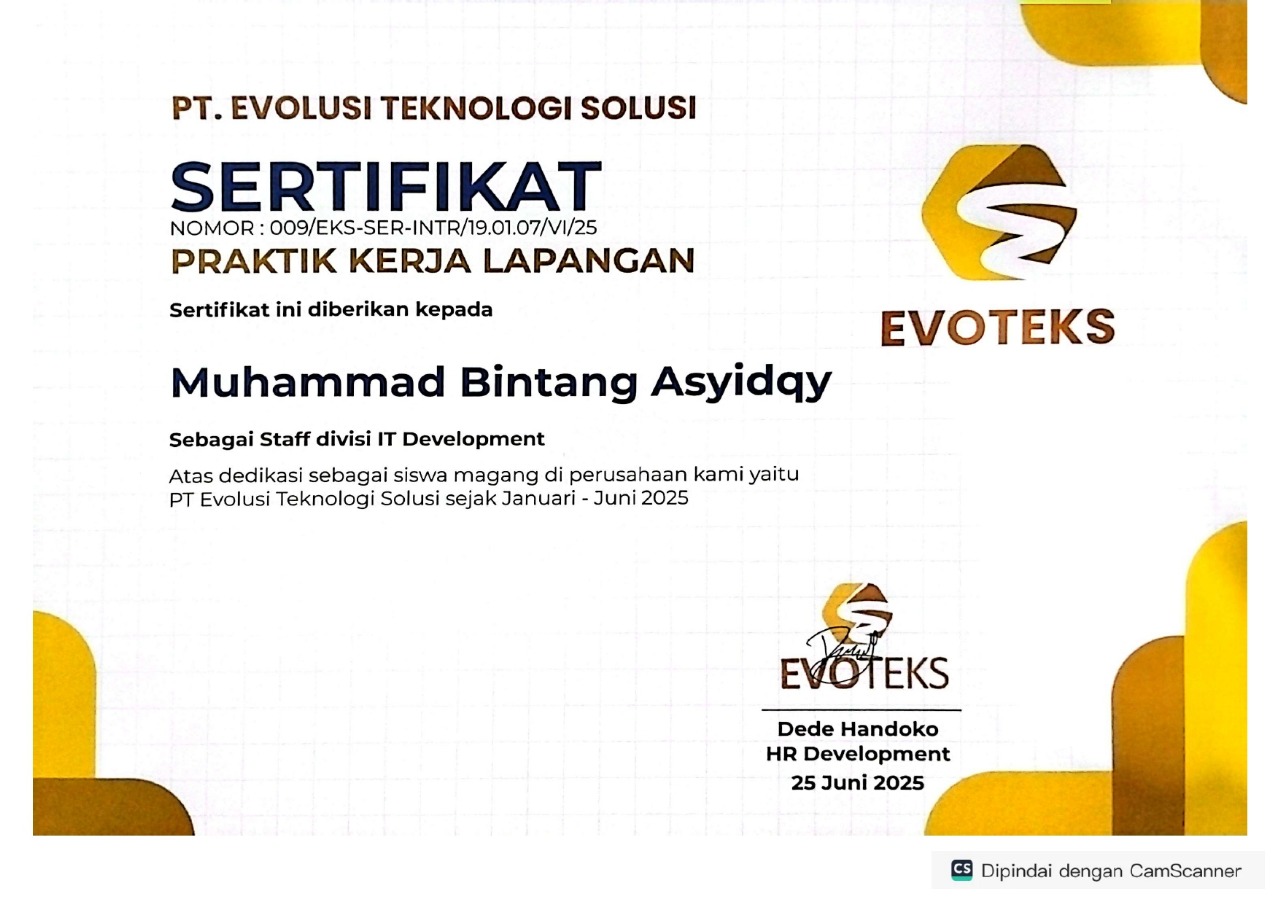 PT. EVOLUSI TEKNOLOGI SOLUSI
SERTIFIKAT
NOMOR : 009/EKS-SER-INTR/19.01.07/VI/25
PRAKTIK KERJA LAPANGAN
Sertifikat ini diberikan kepada
EVOTEKS
Muhammad Bintang Asyidqy
Sebagai Staff divisi IT Development
Atas dedikasi sebagai siswa magang di perusahaan kami yaitu
PT Evolusi Teknologi Solusi sejak Januari - Juni 2025
EVOTEKS
Dede Handoko
HR Development
25 Juni 2025
CS Dipindai dengan CamScanner